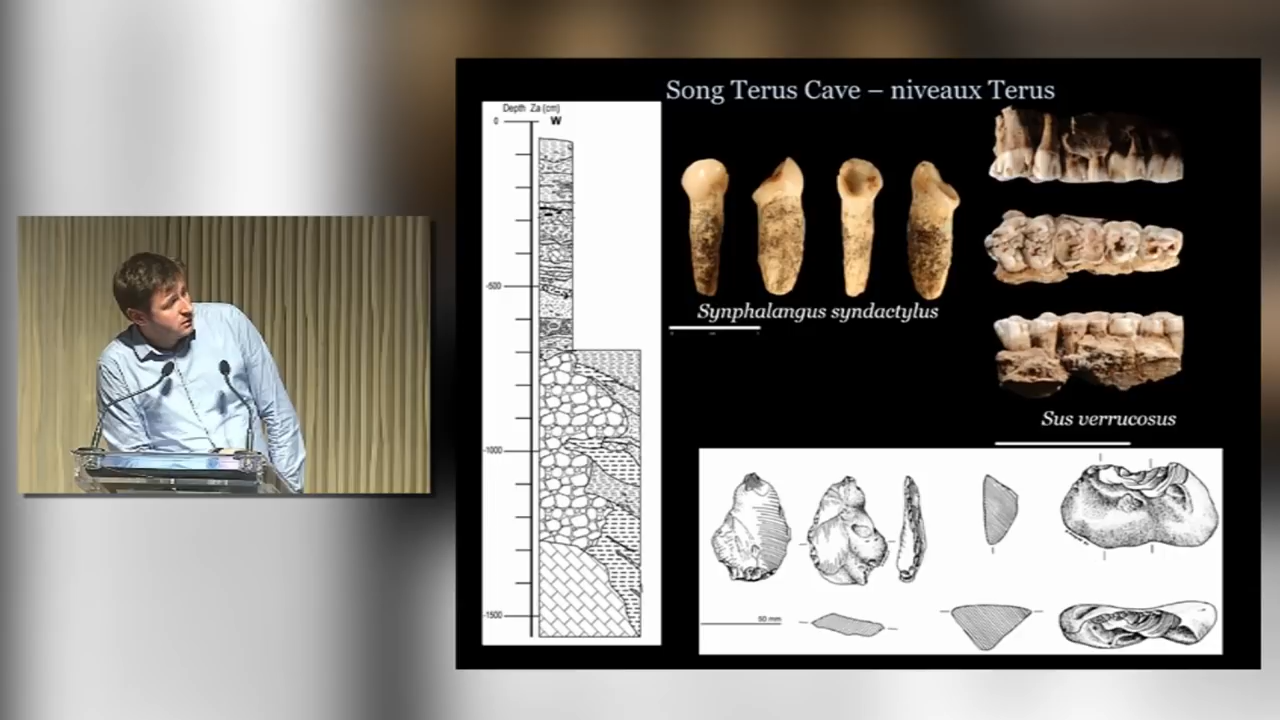 Song Terus Cave – niveaux Terus
Depth Za (cm)
W
0
-500
-1000
-1500
Synphalangus syndactylus
Sus verrucosus
50 mm